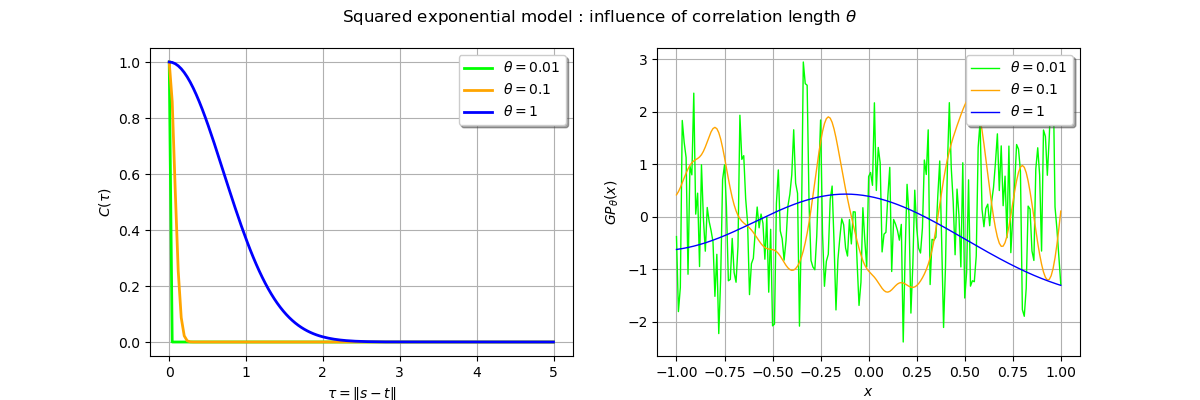 Squared exponential model : influence of correlation length θ
C(τ)
1.0
0.8
0.6
0.4
0.2
0.0
0
1
2
3
4
5
τ = ‖s − t‖
θ = 0.01
θ = 0.1
θ = 1
GPθ(x)
3
2
1
0
−1
−2
−1.00
−0.75
−0.50
−0.25
0.00
0.25
0.50
0.75
1.00
x
θ = 0.01
θ = 0.1
θ = 1